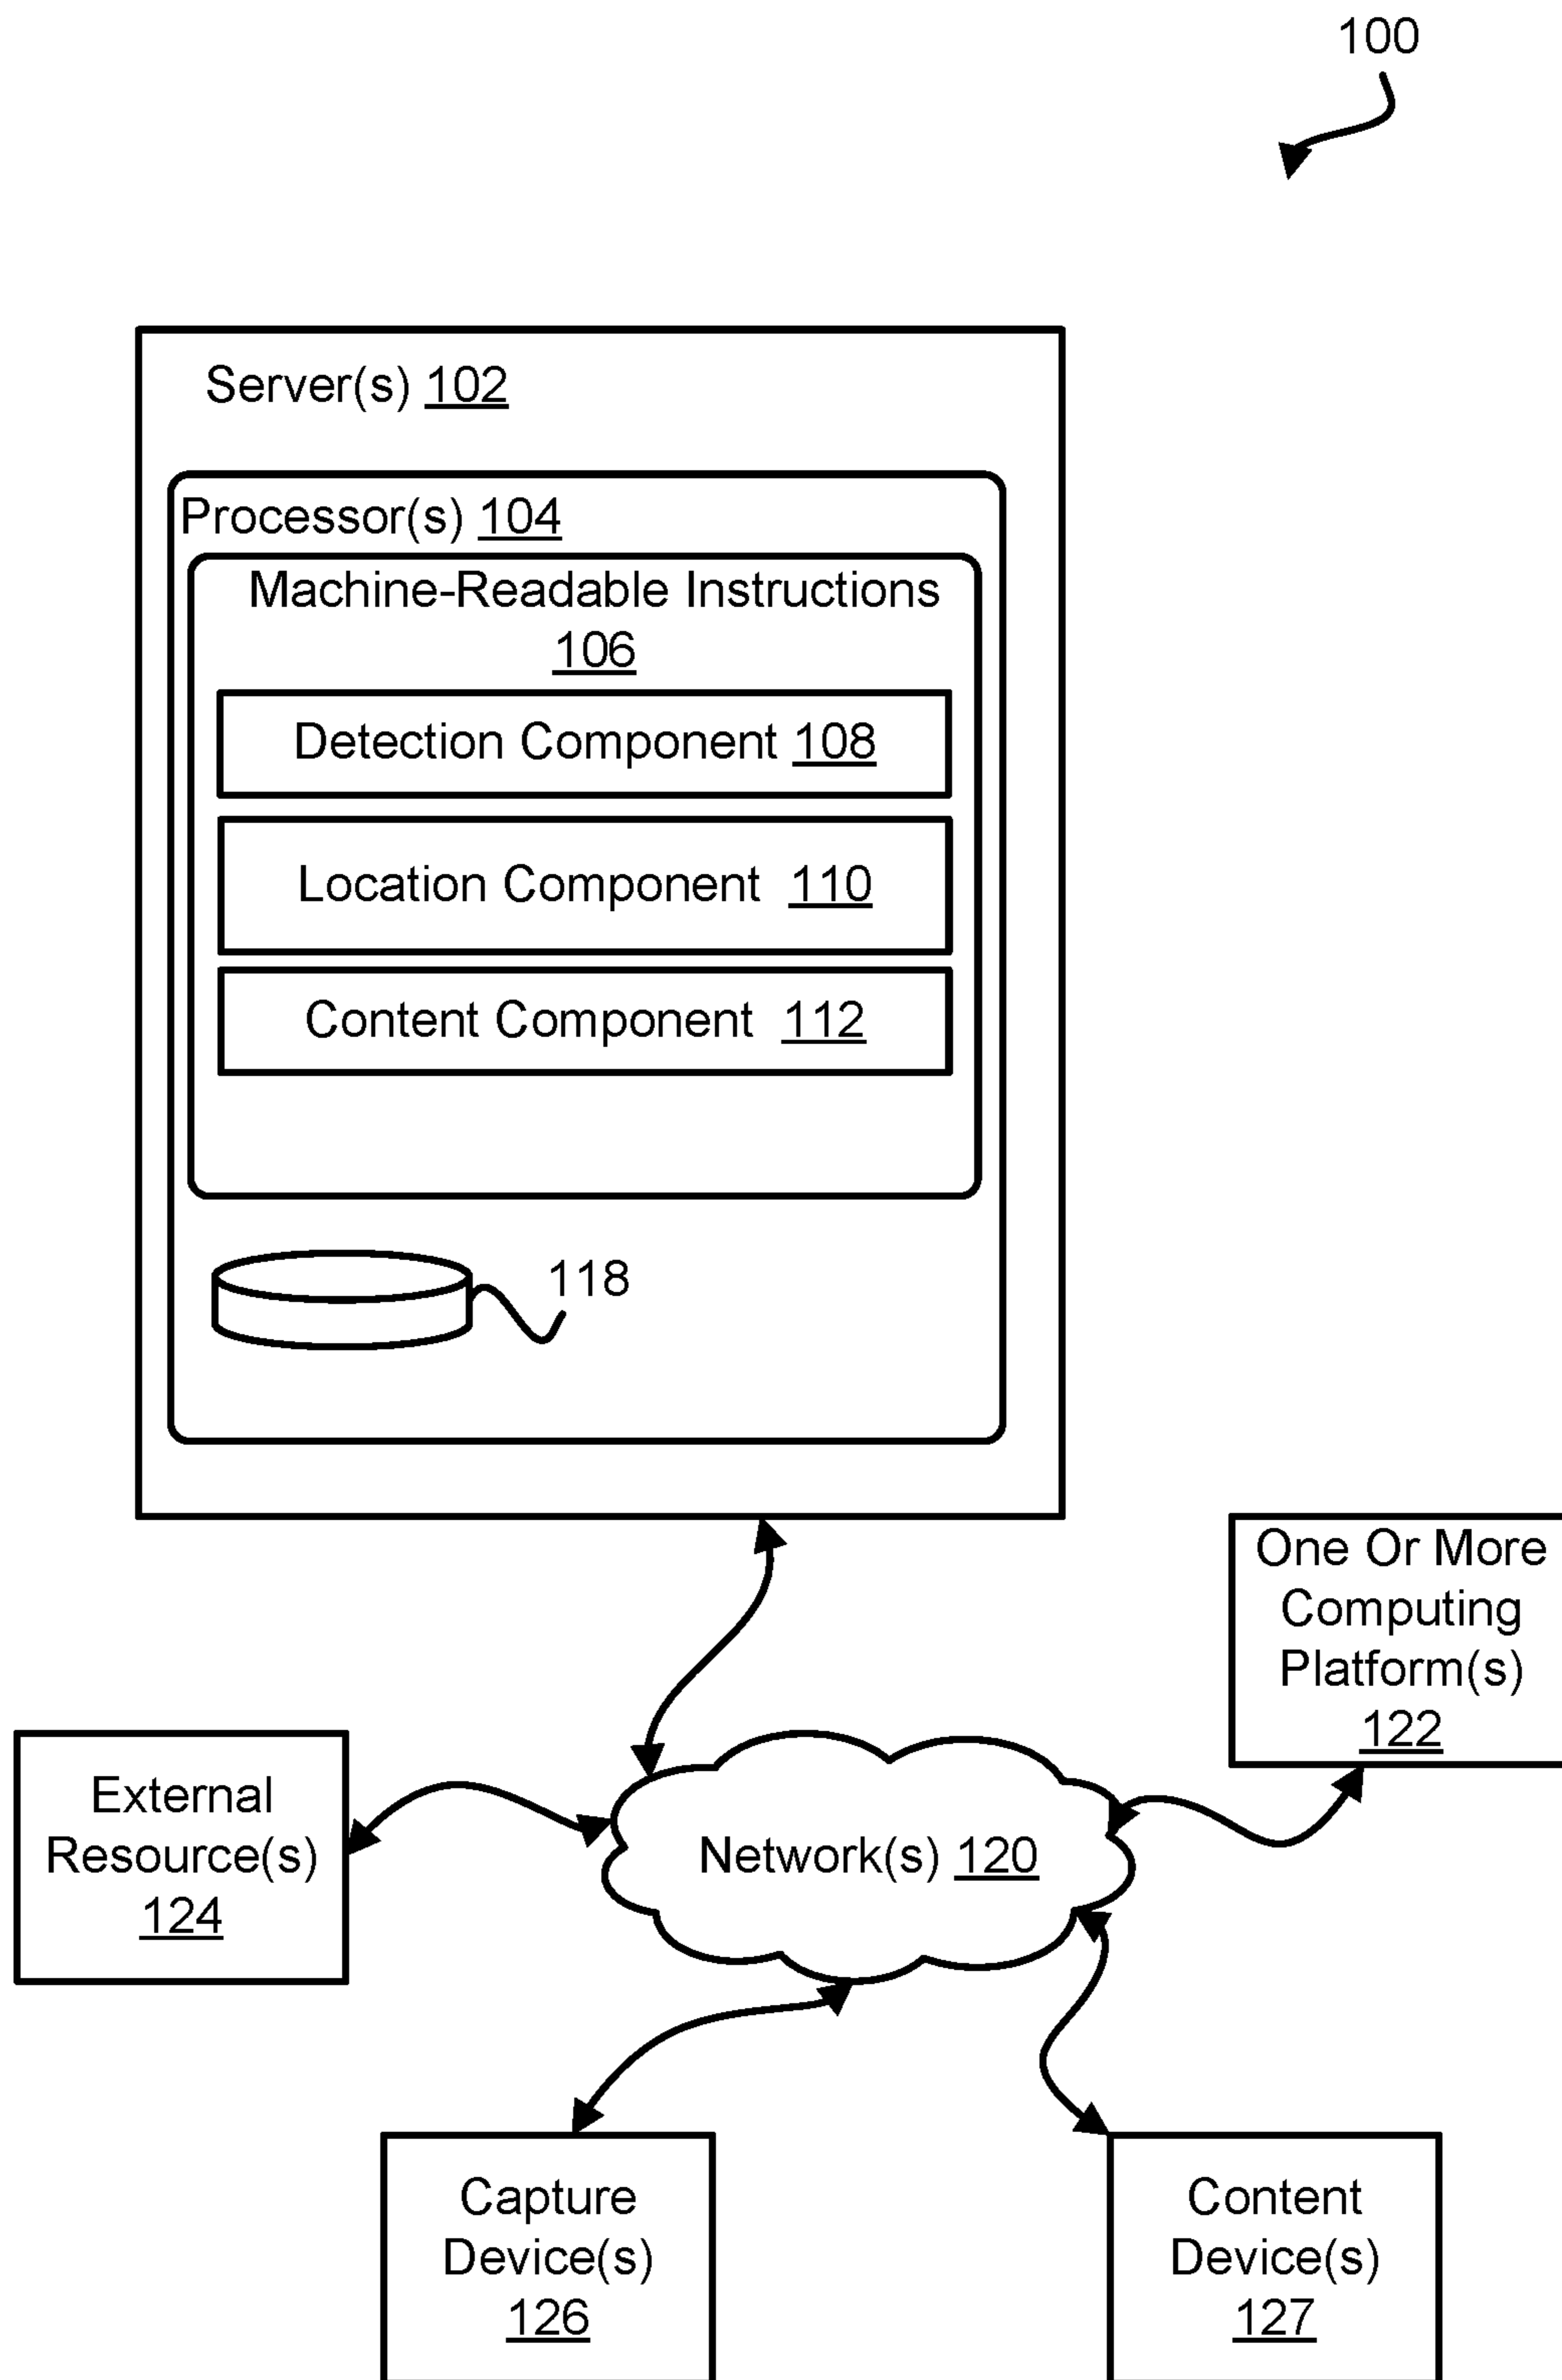 100
Server(s) 102
Processor(s) 104
Machine-Readable Instructions
106
Detection Component 108
Location Component 110
Content Component 112
118
One Or More
Computing
Platform(s)
122
External
Resource(s)
124
Network(s) 120
Capture
Device(s)
126
Content
Device(s)
127